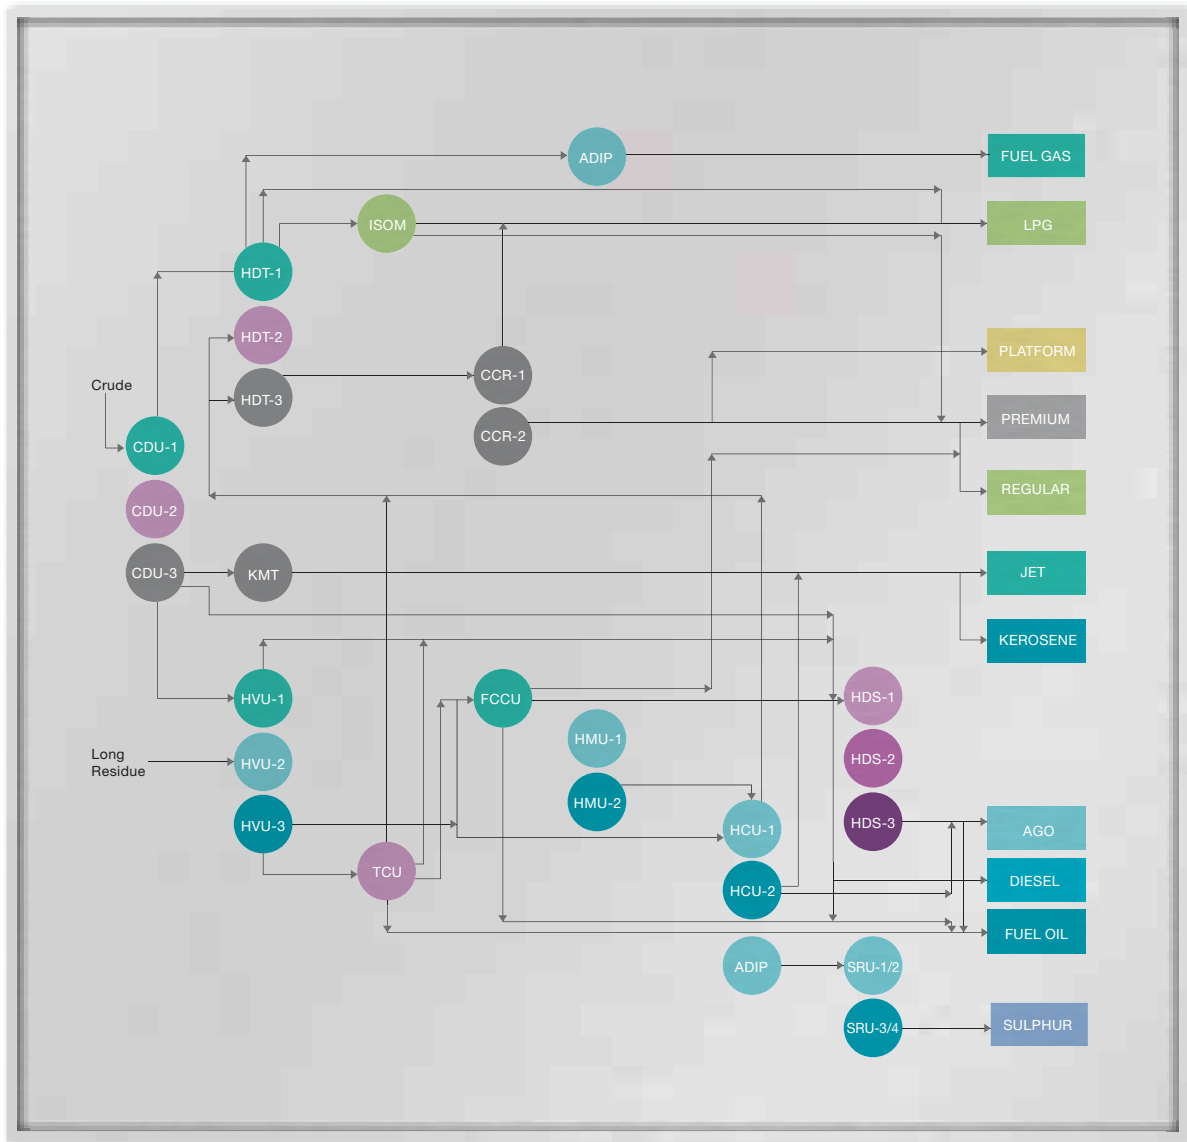 ADIP
FUEL GAS
ISOM
LPG
HDT-1
HDT-2
PLATFORM
Crude
HDT-3
CCR-1
PREMIUM
CDU-1
CCR-2
REGULAR
CDU-2
CDU-3
KMT
JET
KEROSENE
HVU-1
FCCU
HDS-1
HMU-1
Long
Residue
HVU-2
HDS-2
HMU-2
HVU-3
HCU-1
HDS-3
AGO
TCU
HCU-2
DIESEL
FUEL OIL
ADIP
SRU-1/2
SRU-3/4
SULPHUR